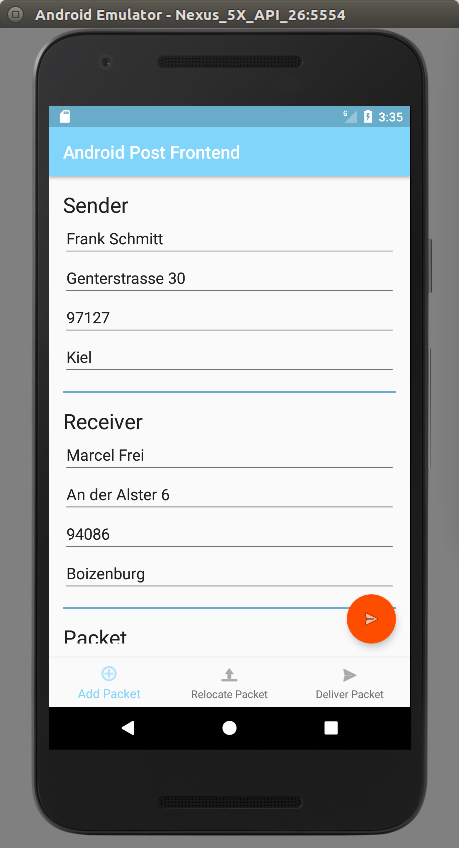 Android Emulator - Nexus_5X_API_26:5554
3:35
Android Post Frontend
Sender
Frank Schmitt
Genterstrasse 30
97127
Kiel
Receiver
Marcel Frei
An der Alster 6
94086
Boizenburg
Packet
Add Packet
Relocate Packet
Deliver Packet